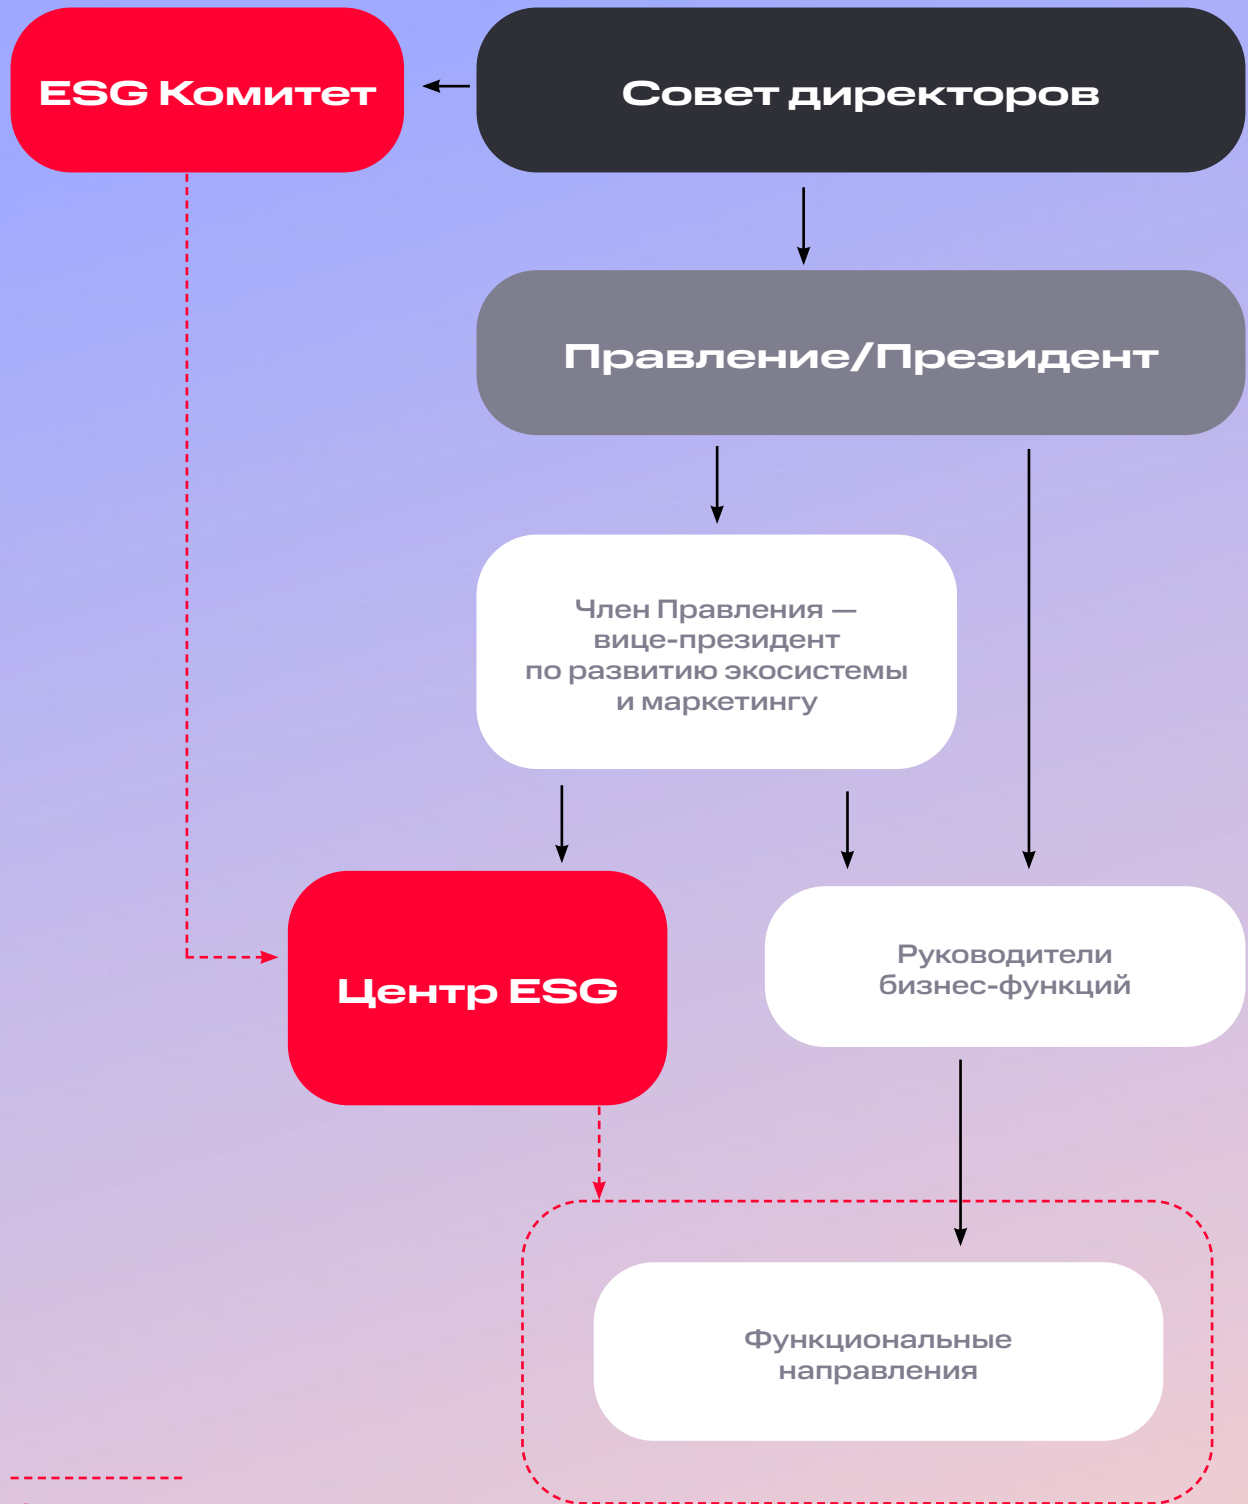 ESG Комитет
Совет директоров
Правление/Президент
Член Правления —
вице-президент
по развитию экосистемы
и маркетингу
Центр ESG
Руководители
бизнес-функций
Функциональные
направления